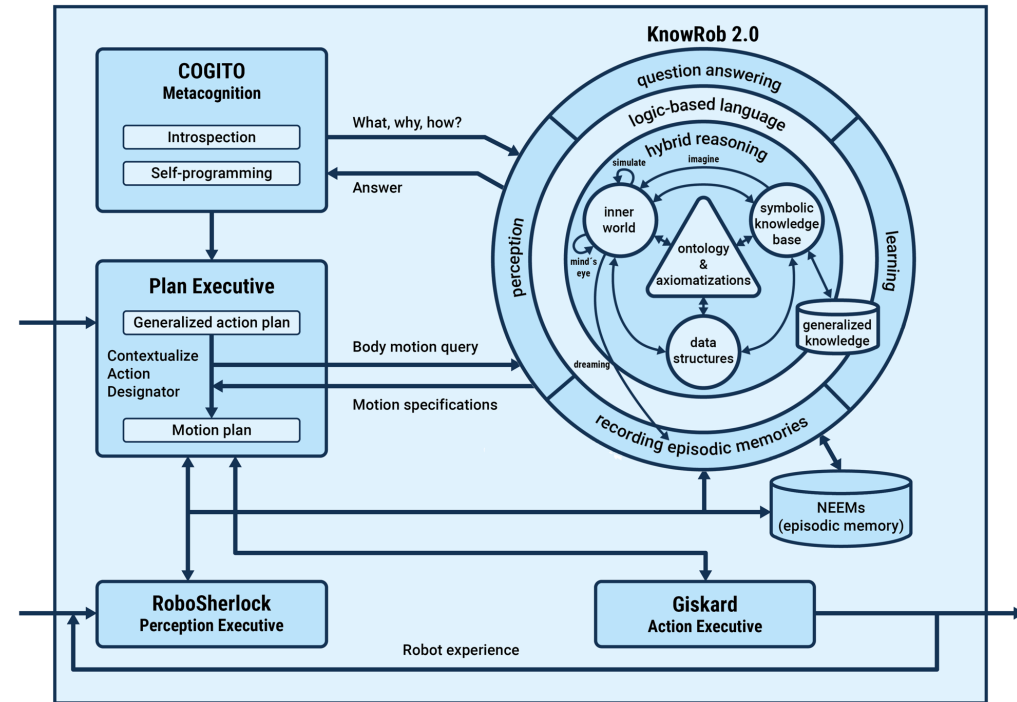 KnowRob 2.0
COGITO
Metacognition
Introspection
Self-programming
What, why, how?
Answer
question answering
logic-based language
hybrid reasoning
perception
learning
simulate
imagine
inner
world
symbolic
knowledge
base
mind´s
eye
ontology
&
axiomatizations
data
structures
generalized
knowledge
dreaming
recording episodic memories
Plan Executive
Generalized action plan
Contextualize
Action
Designator
Motion plan
Body motion query
Motion specifications
NEEMs
(episodic memory)
RoboSherlock
Perception Executive
Giskard
Action Executive
Robot experience